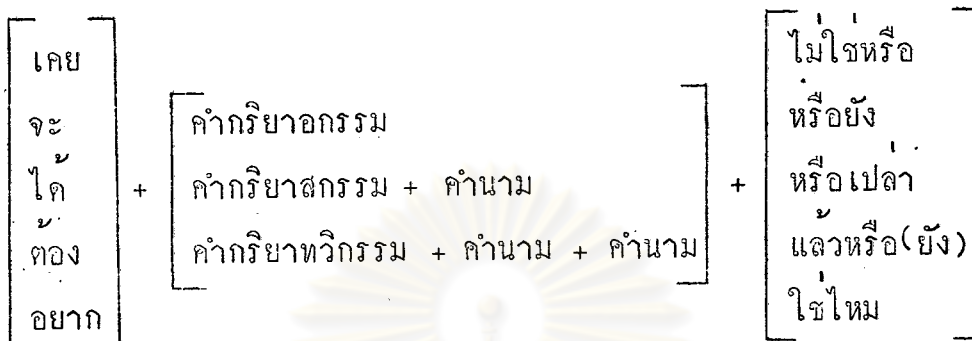 เคย
จะ
ได้
ต้อง
อยาก
+
คำกริยาอกรรม
คำกริยาสกรรม + คำนาม
คำกริยาทวิกรรม + คำนาม + คำนาม
+
ไม่ใช่หรือ
หรือยัง
หรือเปล่า
แล้วหรือ(ยัง)
ใช่ไหม